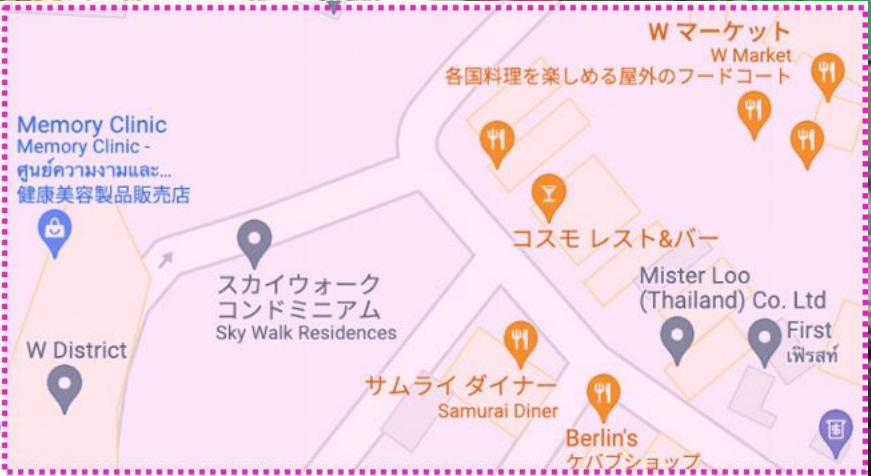 W マーケット
W Market
各国料理を楽しめる屋外のフードコート
Memory Clinic
Memory Clinic -
ศูนย์ความงามและ...
健康美容製品販売店
コスモ レスト&バー
スカイウォーク
コンドミニアム
Sky Walk Residences
Mister Loo
(Thailand) Co. Ltd
First
เฟิรสท์
W District
サムライ ダイナー
Samurai Diner
Berlin's
ケバブショップ